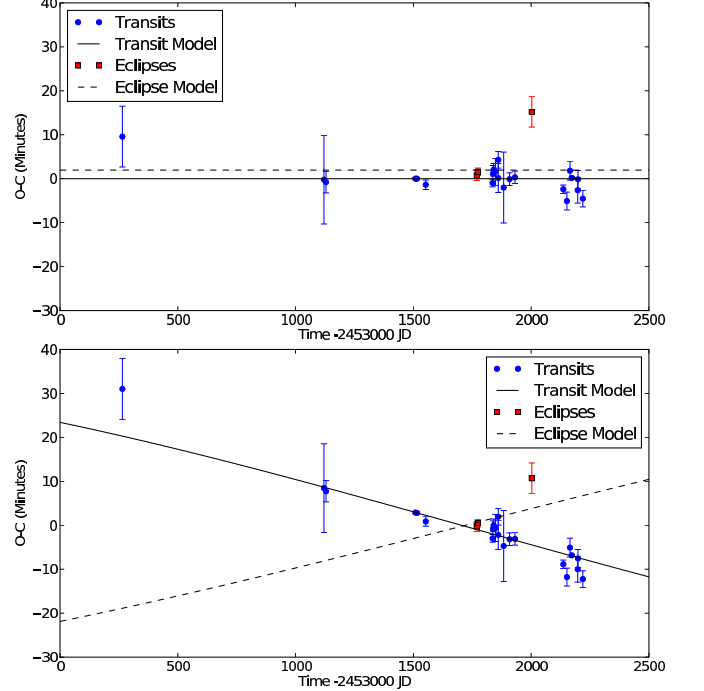 40
30
20
10
0
−10
−20
−30
O–C (Minutes)
Transits
Transit Model
Eclipses
Eclipse Model
0
500
1000
1500
2000
2500
Time -2453000 JD
40
30
20
10
0
−10
−20
−30
O–C (Minutes)
Transits
Transit Model
Eclipses
Eclipse Model
0
500
1000
1500
2000
2500
Time -2453000 JD